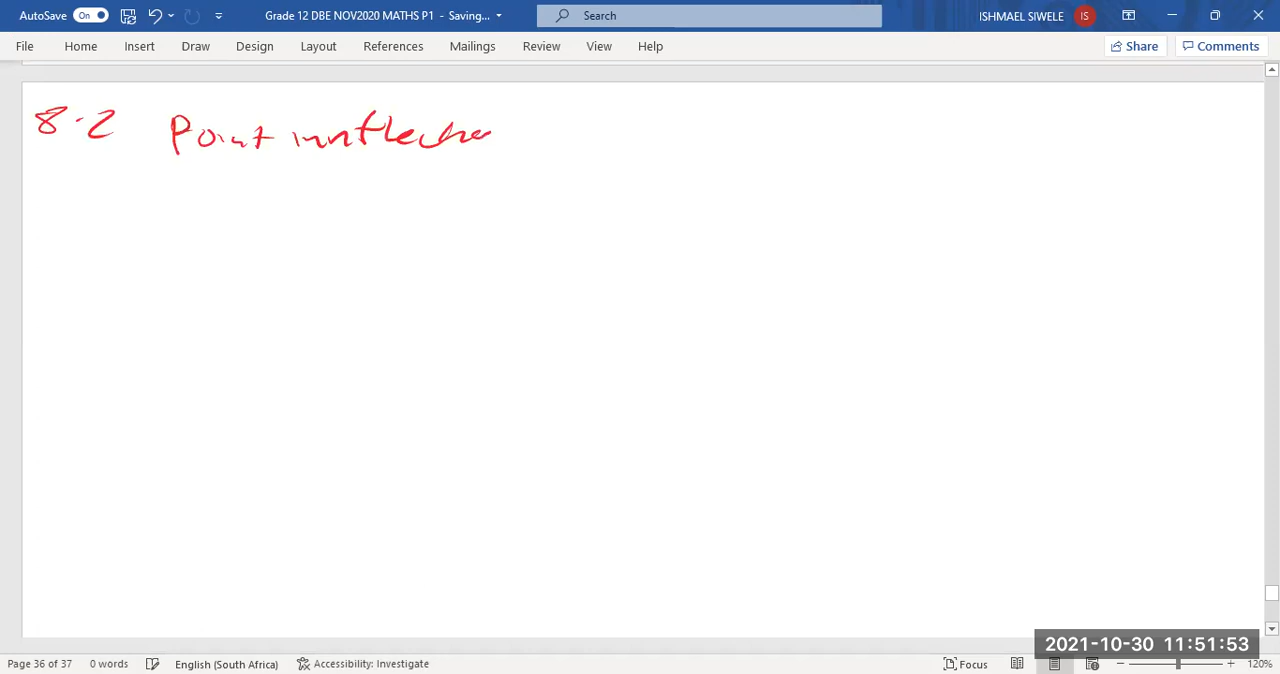 AutoSave On Grade 12 DBE NOV2020 MATHS P1 - Saving... Search ISHMAEL SIWELE IS
File Home Insert Draw Design Layout References Mailings Review View Help Share Comments
8.2 Point
Page 36 of 37 0 words English (South Africa) Accessibility: Investigate Focus 120%
2021-10-30 11:51:53